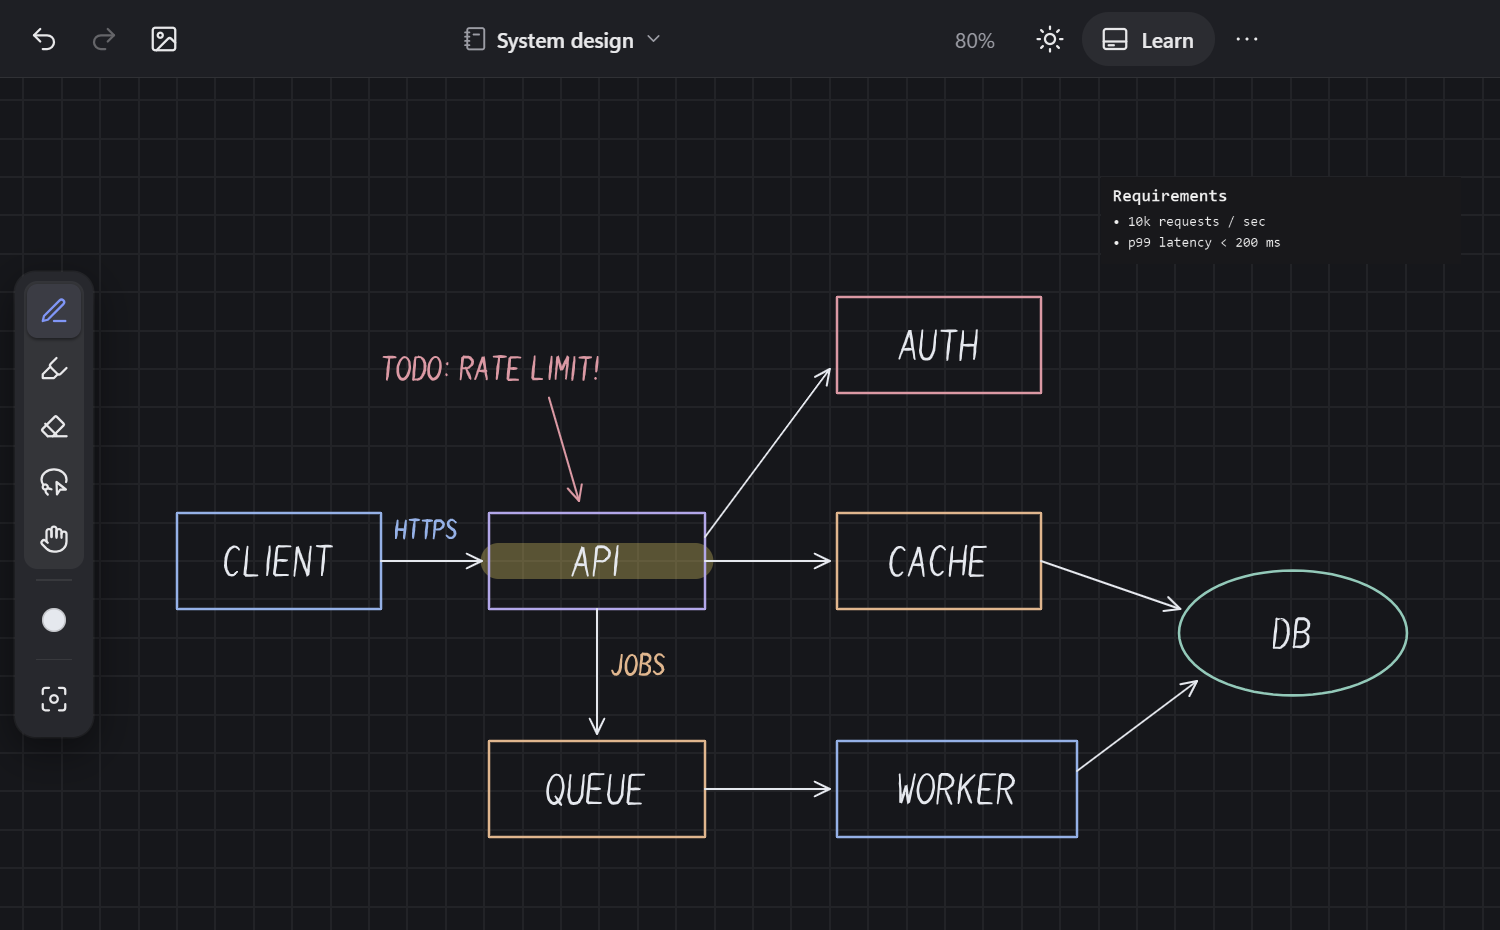 System design
80%
Learn
Requirements
• 10k requests / sec
• p99 latency < 200 ms
AUTH
TODO: RATE LIMIT!
CLIENT
HTTPS
API
CACHE
DB
JOBS
QUEUE
WORKER